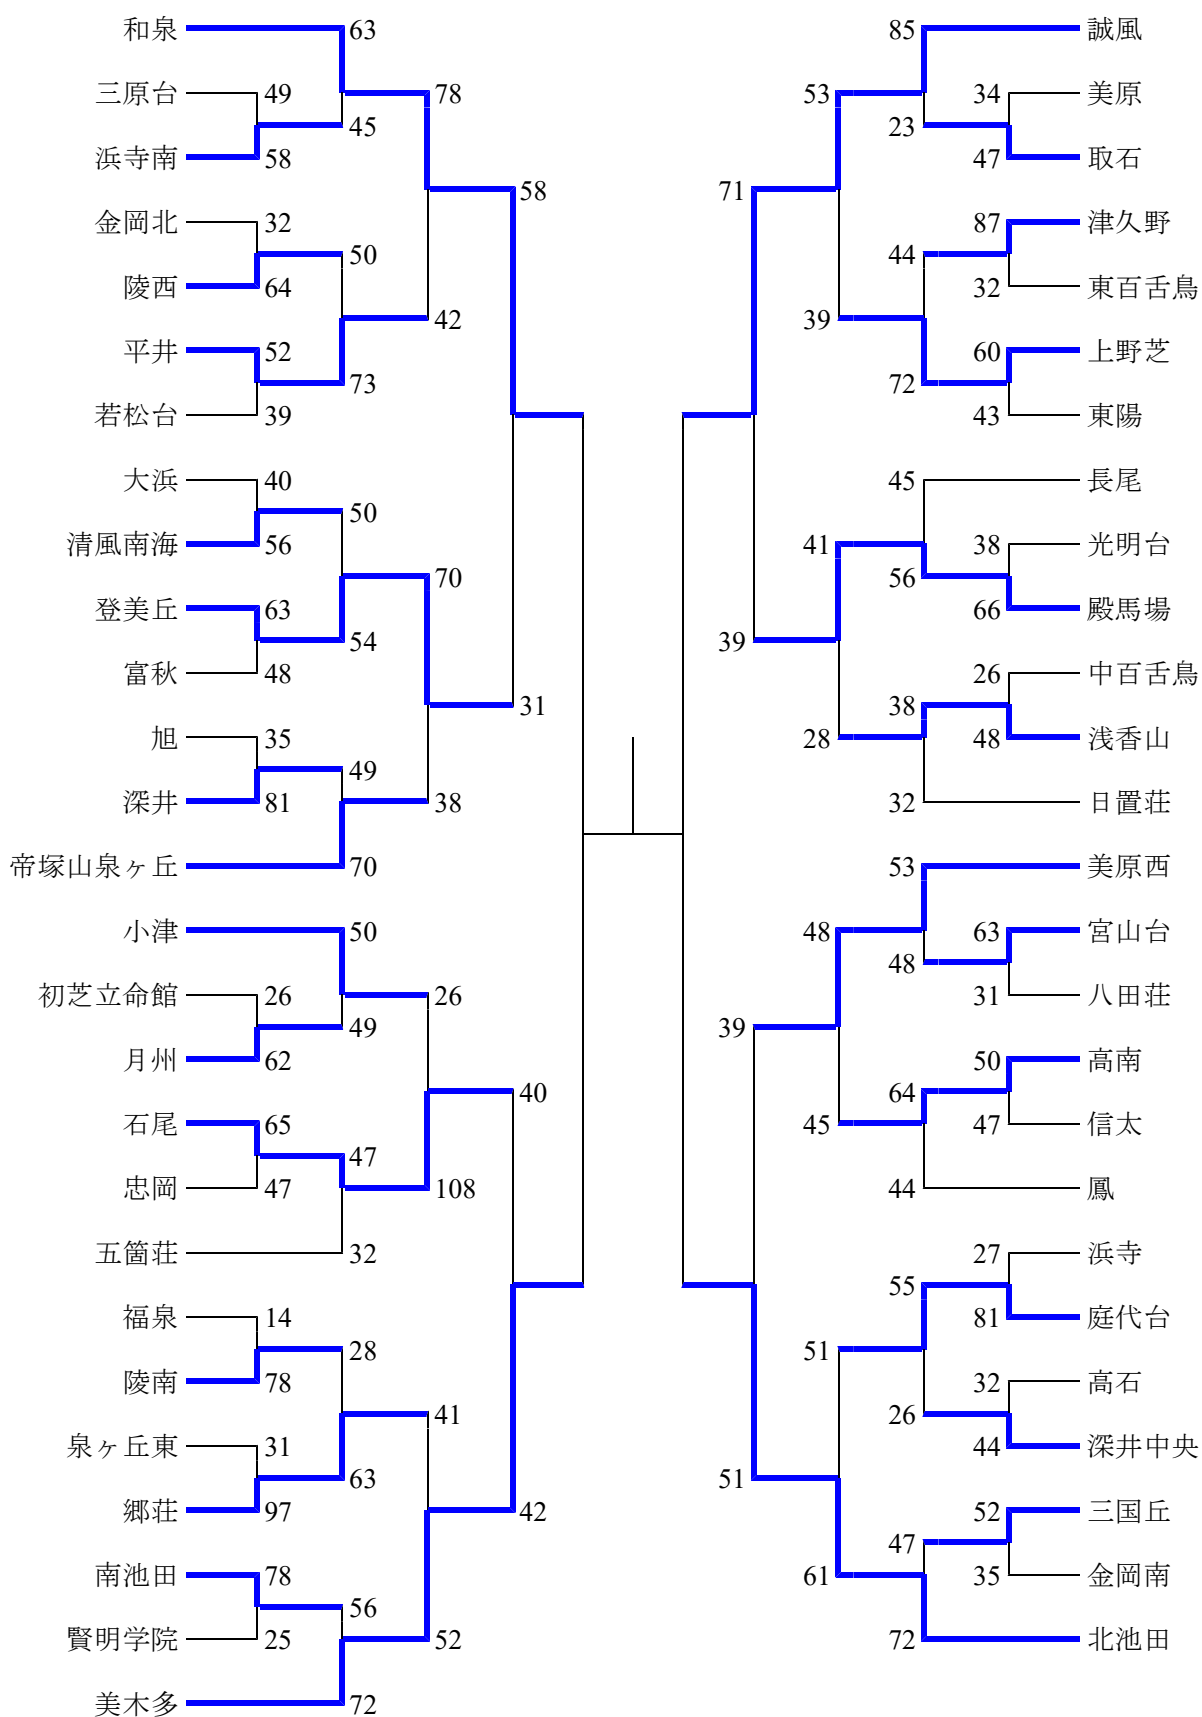 和泉 63 85 誠風
三原台 49 78 53 34 美原
45 23
浜寺南 58 47 取石
58 71
金岡北 32 87 津久野
50 44
陵西 64 32 東百舌鳥
42 39
平井 52 60 上野芝
73 72
若松台 39 43 東陽
大浜 40 45 長尾
50
清風南海 56 41 38 光明台
70 56
登美丘 63 66 殿馬場
54 39
富秋 48 26 中百舌鳥
31 38
旭 35 28 48 浅香山
49
深井 81 38 32 日置荘
帝塚山泉ヶ丘 70 53 美原西
小津 50 48 63 宮山台
48
初芝立命館 26 26 31 八田荘
49 39
月州 62 50 高南
40 64
石尾 65 45 47 信太
47
忠岡 47 108 44 鳳
五箇荘 32 27 浜寺
55
福泉 14 81 庭代台
28 51
陵南 78 32 高石
41 26
泉ヶ丘東 31 44 深井中央
63 51
郷荘 97 42 52 三国丘
47
南池田 78 61 35 金岡南
56
賢明学院 25 52 72 北池田
美木多 72